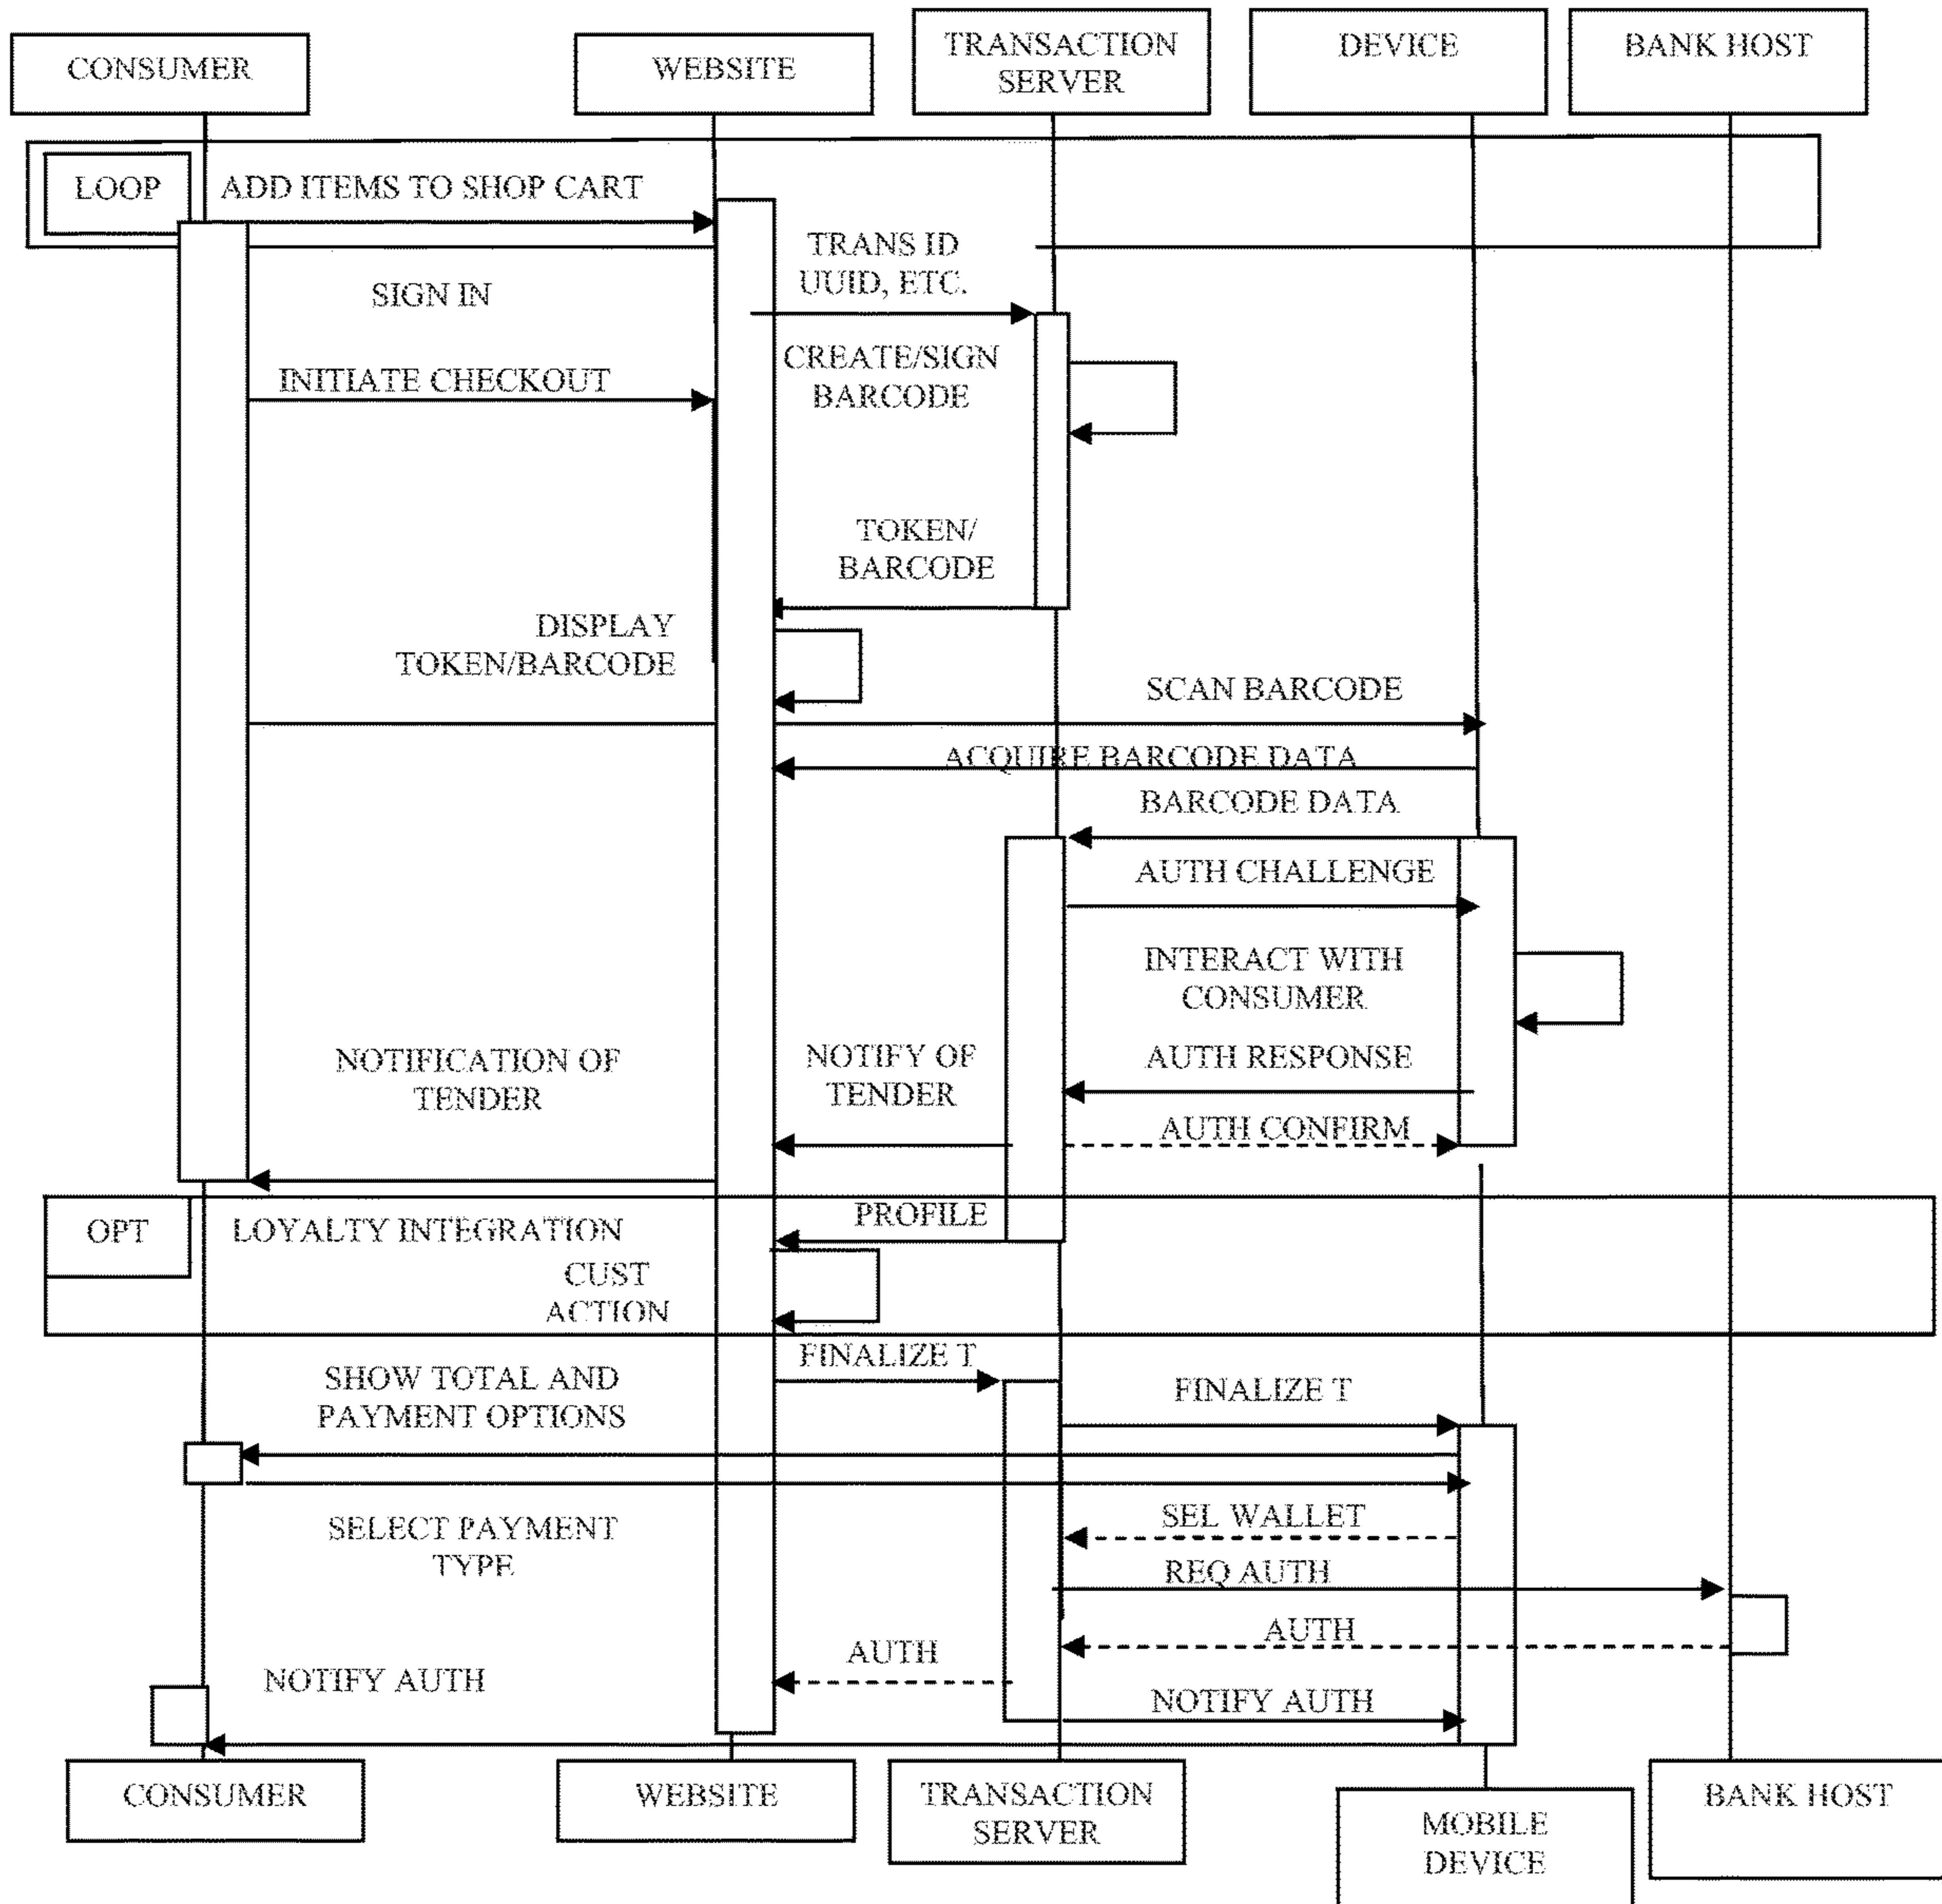 CONSUMER
WEBSITE
TRANSACTION
SERVER
DEVICE
BANK HOST
LOOP
ADD ITEMS TO SHOP CART
TRANS ID
UUID, ETC.
SIGN IN
CREATE/SIGN
BARCODE
INITIATE CHECKOUT
TOKEN/
BARCODE
DISPLAY
TOKEN/BARCODE
SCAN BARCODE
ACQUIRE BARCODE DATA
BARCODE DATA
AUTH CHALLENGE
INTERACT WITH
CONSUMER
NOTIFICATION OF
TENDER
NOTIFY OF
TENDER
AUTH RESPONSE
AUTH CONFIRM
OPT
LOYALTY INTEGRATION
PROFILE
CUST
ACTION
FINALIZE T
SHOW TOTAL AND
PAYMENT OPTIONS
FINALIZE T
SEL WALLET
SELECT PAYMENT
TYPE
REQ AUTH
AUTH
AUTH
NOTIFY AUTH
NOTIFY AUTH
CONSUMER
WEBSITE
TRANSACTION
SERVER
MOBILE
DEVICE
BANK HOST